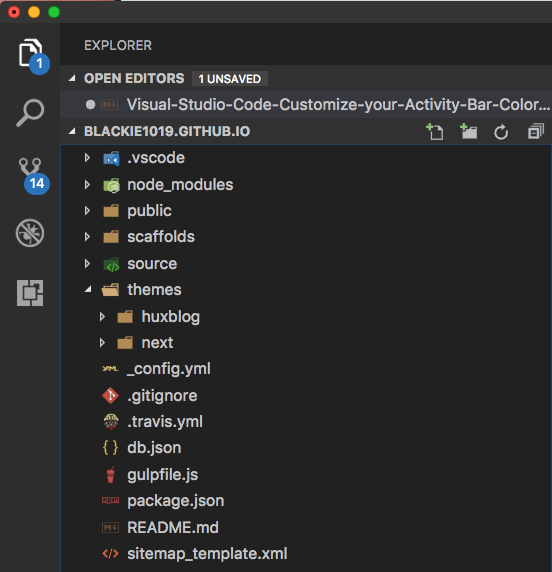 EXPLORER
1
OPEN EDITORS 1 UNSAVED
Visual-Studio-Code-Customize-your-Activity-Bar-Color...
BLACKIE1019.GITHUB.IO
.vscode
14
node_modules
public
scaffolds
source
themes
huxblog
next
YAML _config.yml
.gitignore
.travis.yml
db.json
gulpfile.js
package.json
README.md
sitemap_template.xml